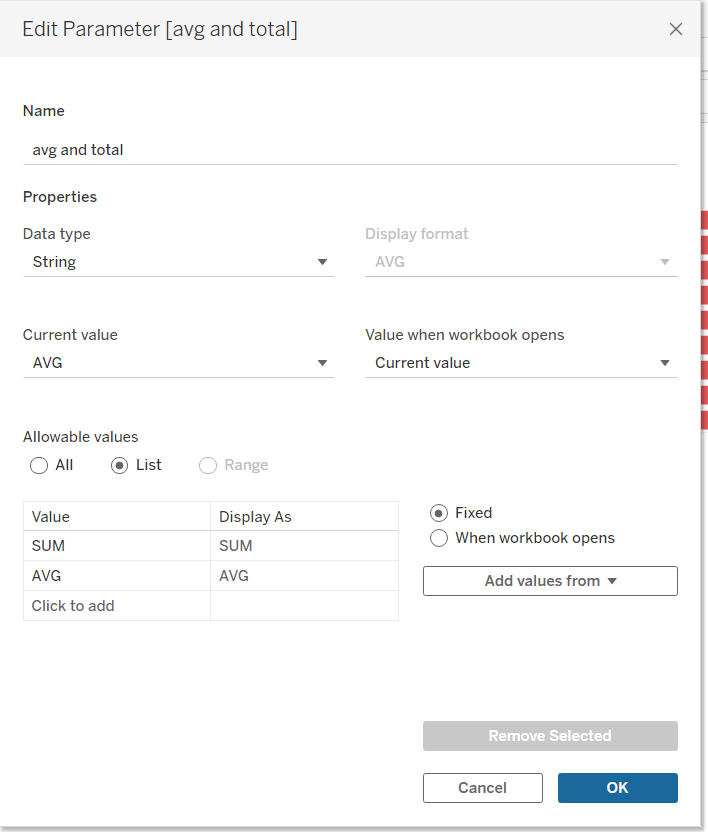 Edit Parameter [avg and total]
Name
avg and total
Properties
Data type
Display format
String
AVG
Current value
Value when workbook opens
AVG
Current value
Allowable values
All
List
Range
Value
Display As
SUM
SUM
AVG
AVG
Click to add
Fixed
When workbook opens
Add values from
Remove Selected
Cancel
OK